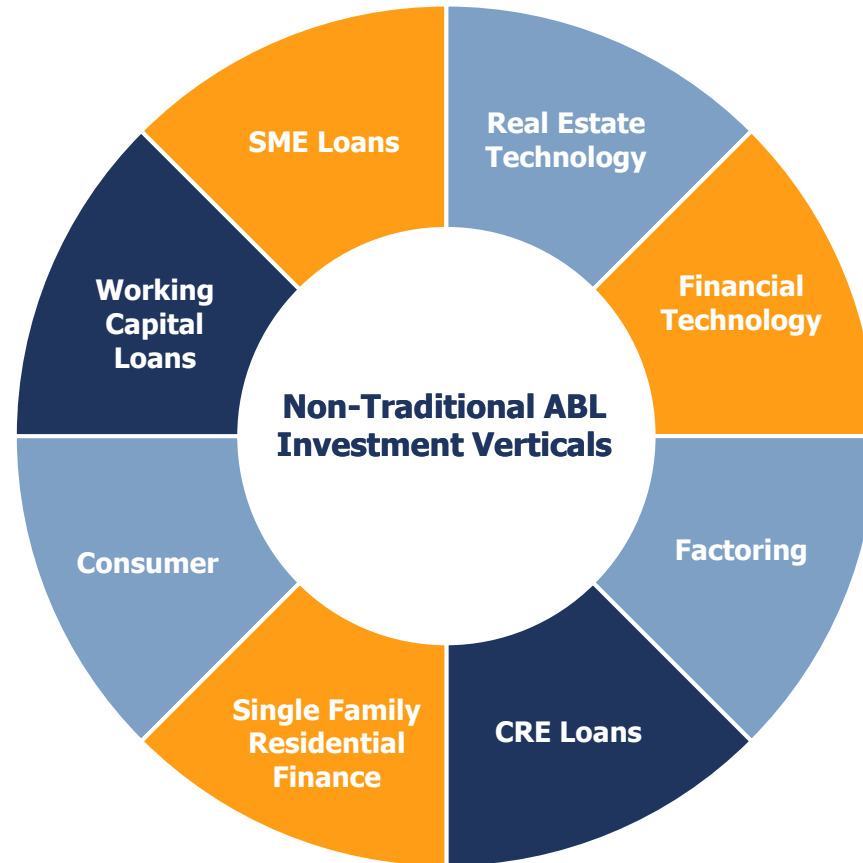 SME Loans
Real Estate
Technology
Working
Capital
Loans
Financial
Technology
Non-Traditional ABL
Investment Verticals
Consumer
Factoring
Single Family
Residential
Finance
CRE Loans